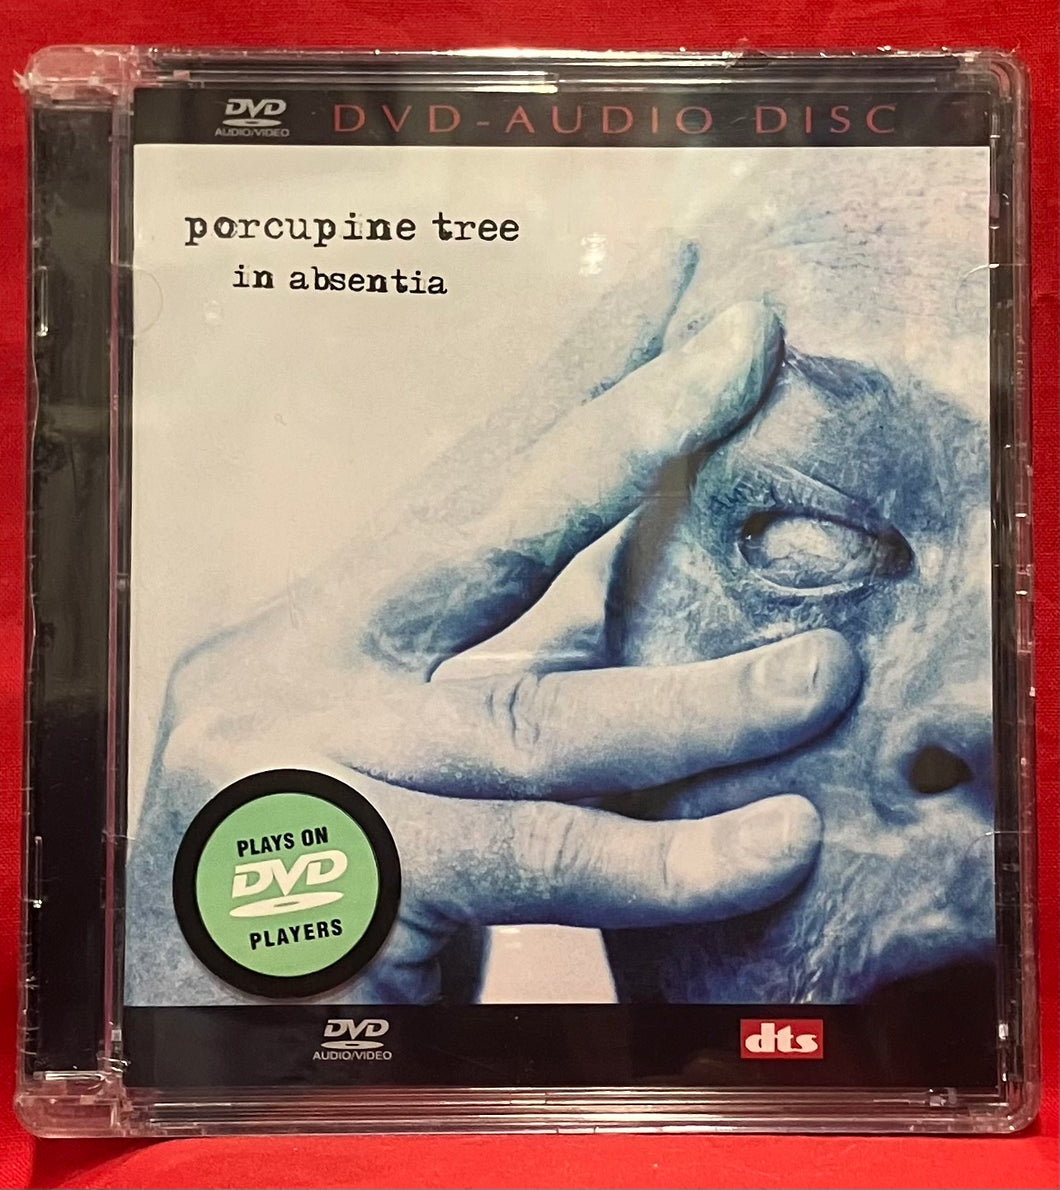 DVD
AUDIO/VIDEO
DVD-AUDIO DISC
porcupine tree
in absentia
PLAYS ON
DVD
PLAYERS
DVD
AUDIO/VIDEO
dts